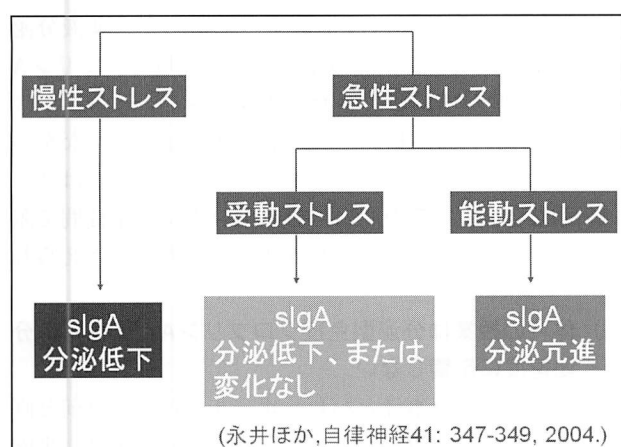 慢性ストレス
急性ストレス
受動ストレス
能動ストレス
sIgA
分泌低下
sIgA
分泌低下、または
変化なし
sIgA
分泌亢進
(永井ほか,自律神経41: 347-349, 2004.)